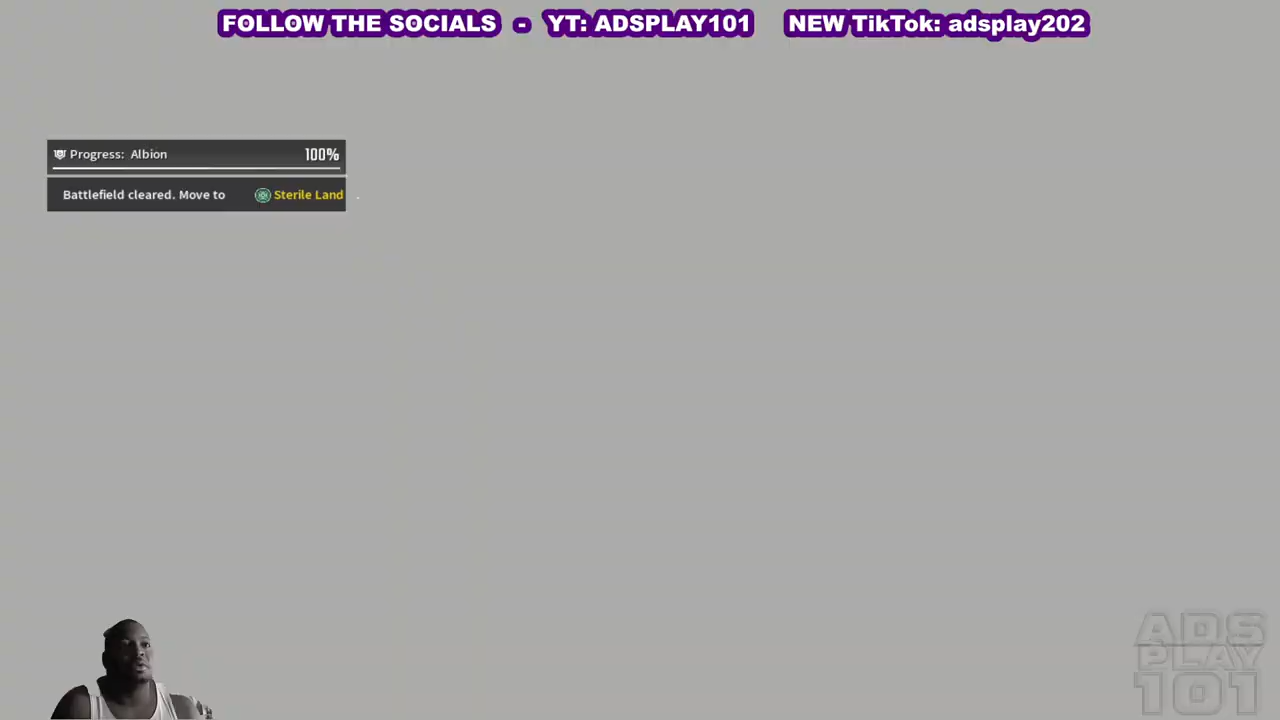 FOLLOW THE SOCIALS - YT: ADSPLAY101 NEW TikTok: adsplay202
Progress: Albion 100%
Battlefield cleared. Move to Sterile Land .
ADS
PLAY
101